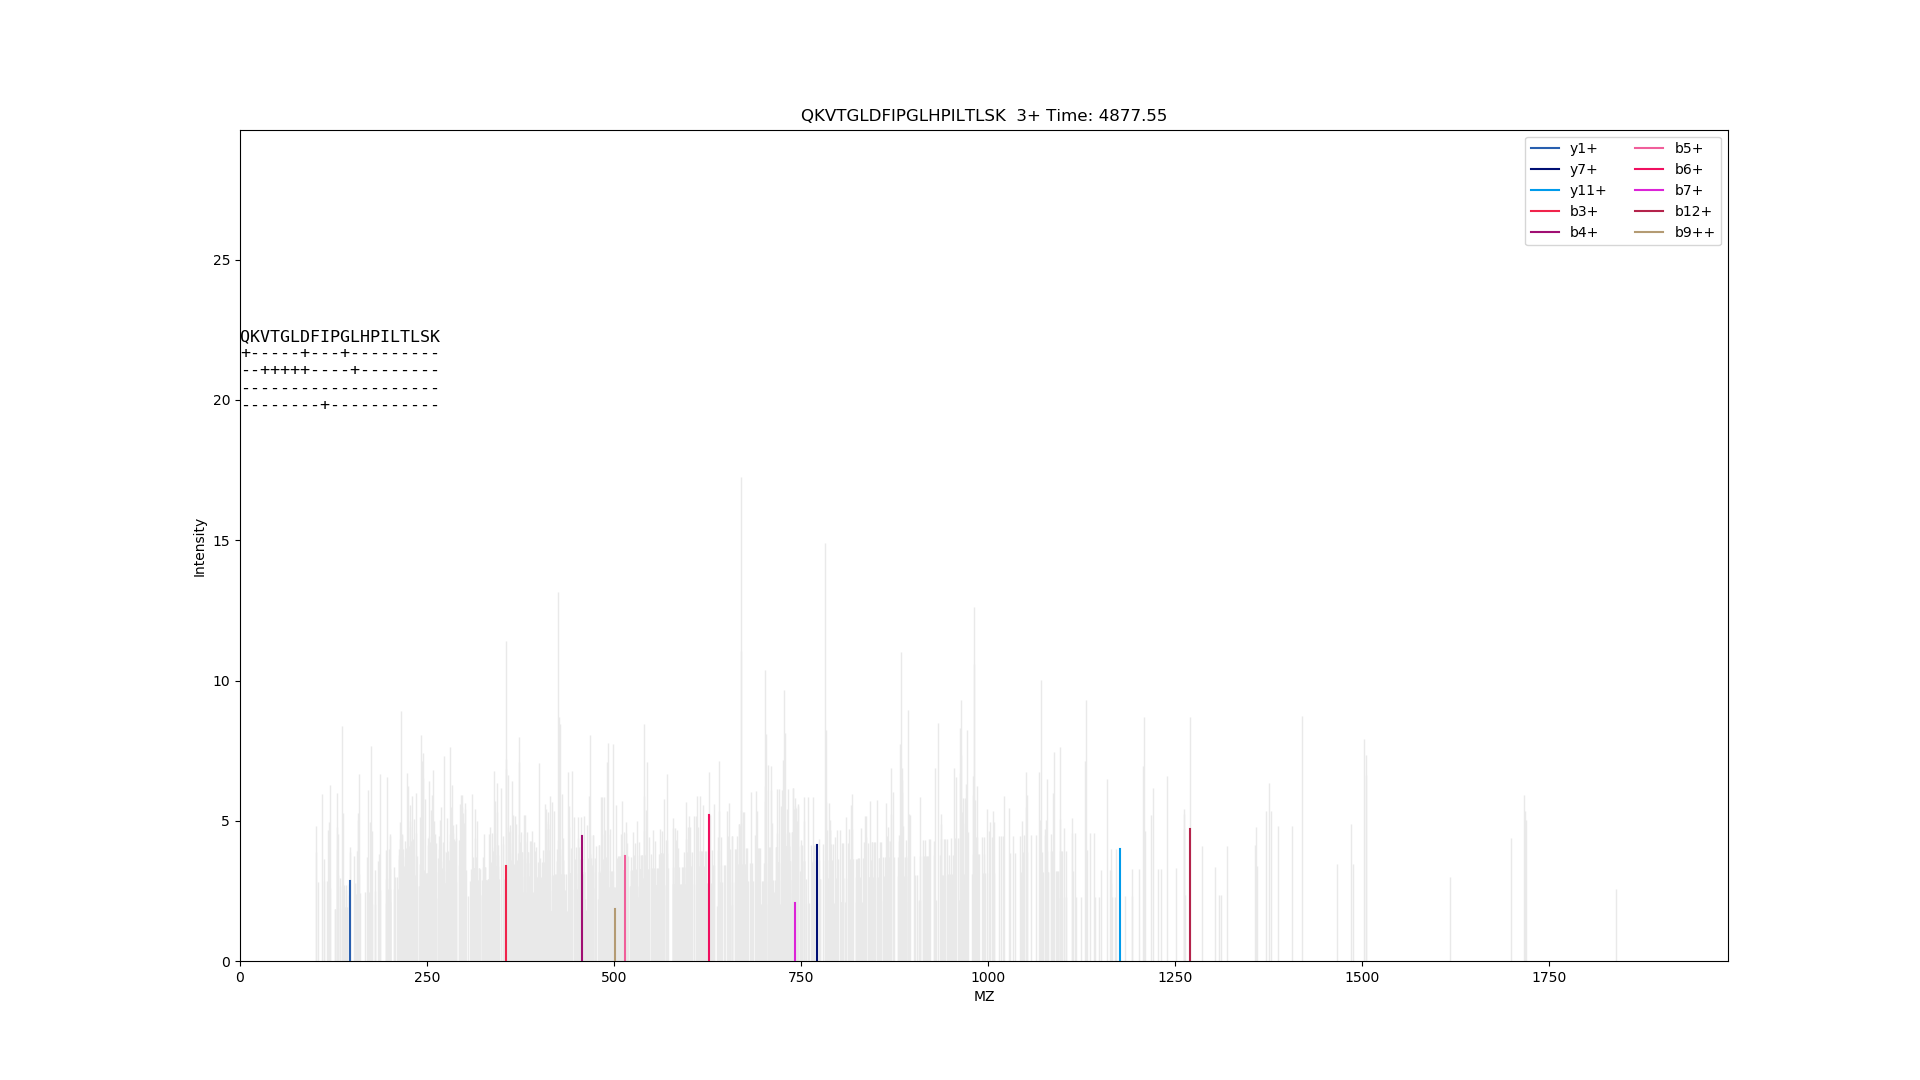 QKVTGLDFIPGLHPILTLSK  3+ Time: 4877.55
y1+
y7+
y11+
b3+
b4+
b5+
b6+
b7+
b12+
b9++
25
QKVTGLDFIPGLHPILTLSK
+-----+---+---------
--+++++----+--------
--------------------
--------+-----------
20
15
10
5
0
Intensity
0 250 500 750 1000 1250 1500 1750
MZ